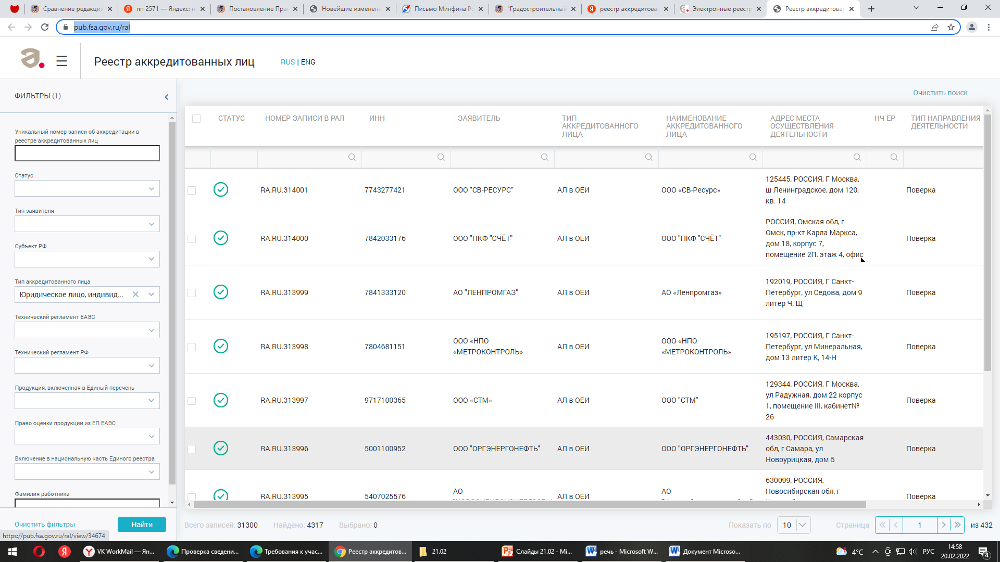 Сравнение редакци
пп 2571 — Яндекс: н
Постановление Пра
Новейшие изменени
Письмо Минфина Ро
"Градостроительный
реестр аккредитова
Электронные реестр
Реестр аккредитова
pub.fsa.gov.ru/ral
Реестр аккредитованных лиц
RUS | ENG
ФИЛЬТРЫ (1)
Уникальный номер записи об аккредитации в
реестре аккредитованных лиц
Статус
Тип заявителя
Субъект РФ
Тип аккредитованного лица
Юридическое лицо, индивид...
Технический регламент ЕАЭС
Технический регламент РФ
Продукция, включенная в Единый перечень
Право оценки продукции из ЕП ЕАЭС
Включение в национальную часть Единого реестра
Фамилия работника
Очистить фильтры
Найти
https://pub.fsa.gov.ru/ral/view/34674
Очистить поиск
СТАТУС
НОМЕР ЗАПИСИ В РАЛ
ИНН
ЗАЯВИТЕЛЬ
ТИП
АККРЕДИТОВАННОГО
ЛИЦА
НАИМЕНОВАНИЕ
АККРЕДИТОВАННОГО
ЛИЦА
АДРЕС МЕСТА
ОСУЩЕСТВЛЕНИЯ
ДЕЯТЕЛЬНОСТИ
НЧ ЕР
ТИП НАПРАВЛЕНИЯ
ДЕЯТЕЛЬНОСТИ
RA.RU.314001
7743277421
ООО "СВ-РЕСУРС"
АЛ в ОЕИ
ООО «СВ-Ресурс»
125445, РОССИЯ, Г Москва,
ш Ленинградское, дом 120,
кв. 14
Поверка
RA.RU.314000
7842033176
ООО "ПКФ "СЧЁТ"
АЛ в ОЕИ
ООО "ПКФ "СЧЁТ"
РОССИЯ, Омская обл, г
Омск, пр-кт Карла Маркса,
дом 18, корпус 7,
помещение 2П, этаж 4, офис
Поверка
RA.RU.313999
7841333120
АО "ЛЕНПРОМГАЗ"
АЛ в ОЕИ
АО «Ленпромгаз»
192019, РОССИЯ, Г Санкт-
Петербург, ул Седова, дом 9
литер Ч, Щ
Поверка
RA.RU.313998
7804681151
ООО «НПО
«МЕТРОКОНТРОЛЬ»
АЛ в ОЕИ
ООО «НПО
«МЕТРОКОНТРОЛЬ»
195197, РОССИЯ, Г Санкт-
Петербург, ул Минеральная,
дом 13 литер К, 14-Н
Поверка
RA.RU.313997
9717100365
ООО «СТМ»
АЛ в ОЕИ
ООО "СТМ"
129344, РОССИЯ, Г Москва,
ул Радужная, дом 22 корпус
1, помещение III, кабинет№
26
Поверка
RA.RU.313996
5001100952
ООО "ОРГЭНЕРГОНЕФТЬ"
АЛ в ОЕИ
ООО "ОРГЭНЕРГОНЕФТЬ"
443030, РОССИЯ, Самарская
обл, г Самара, ул
Новоурицкая, дом 5
Поверка
RA.RU.313995
5407025576
АО
АЛ в ОЕИ
АО
630099, РОССИЯ,
Новосибирская обл, г
Поверка
Всего записей: 31300
Найдено: 4317
Выбрано: 0
Показать по
10
Страница
1
из 432
VK WorkMail — Ян...
Проверка сведени...
Требования к учас...
Реестр аккредитов...
21.02
Слайды 21.02 - Mi...
речь - Microsoft W...
Документ Microso...
4°C
РУС
14:58
20.02.2022
4